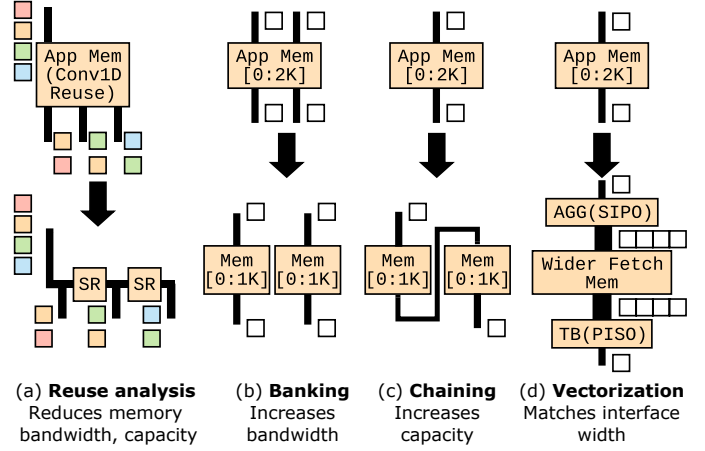 App Mem
(Conv1D
Reuse)
App Mem
[0:2K]
App Mem
[0:2K]
App Mem
[0:2K]
SR
SR
Mem
[0:1K]
Mem
[0:1K]
Mem
[0:1K]
Mem
[0:1K]
AGG(SIPO)
Wider Fetch
Mem
TB(PISO)
(a) Reuse analysis
Reduces memory
bandwidth, capacity
(b) Banking
Increases
bandwidth
(c) Chaining
Increases
capacity
(d) Vectorization
Matches interface
width